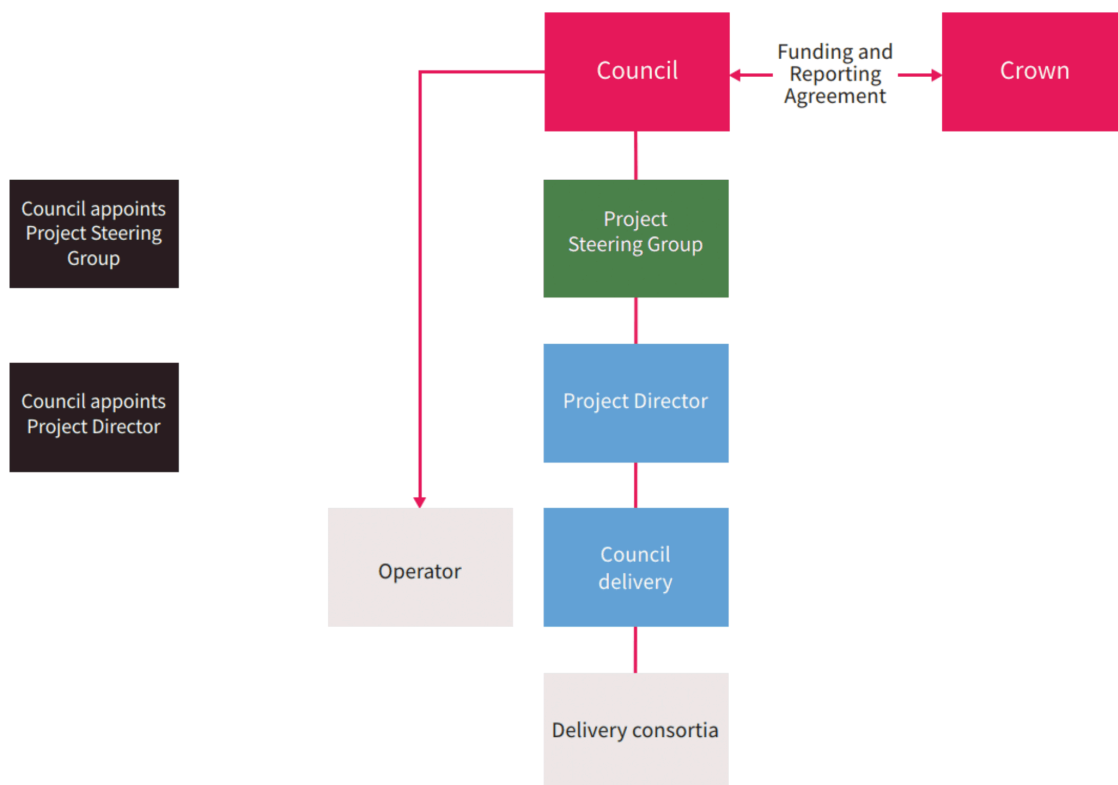 Council
Funding and
Reporting
Agreement
Crown
Council appoints
Project Steering
Group
Project
Steering Group
Council appoints
Project Director
Project Director
Operator
Council
delivery
Delivery consortia